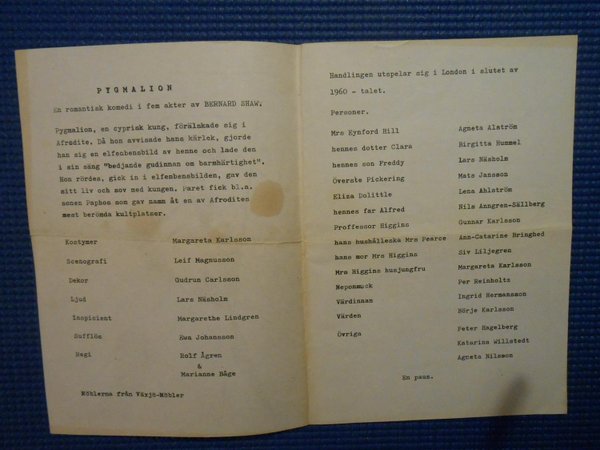 PYGMALION
En romantisk komedi i fem akter av BERNARD SHAW.
Pygmalion, en cyprisk kung, förälskade sig i
Afrodite. Då hon avvisade hans kärlek, gjorde
han sig en elfenbensbild av henne och lade den
i sin säng "bedjande gudinnan om barmhärtighet".
Hon rördes, gick in i elfenbensbilden, gav den
sitt liv och sov med kungen. Paret fick bl.a.
sonen Paphos som gav namn åt en av Afrodites
mest berömda kultplatser.
Kostymer Margareta Karlsson
Scenografi Leif Magnusson
Dekor Gudrun Carlsson
Ljud Lars Näsholm
Inspicient Margarethe Lindgren
Sufflös Ewa Johansson
Regi Rolf Ågren
&
Marianne Båge
Möblerna från Växjö-Möbler
Handlingen utspelar sig i London i slutet av
1960 - talet.
Personer.
Mrs Eynford Hill Agneta Alström
hennes dotter Clara Birgitta Hummel
hennes son Freddy Lars Näsholm
Överste Pickering Mats Jansson
Eliza Dolittle Lena Ahlström
hennes far Alfred Nils Anngren-Sällberg
Proffessor Higgins Gunnar Karlsson
hans hushålleska Mrs Pearce Ann-Catarine Bringhed
hans mor Mrs Higgins Siv Liljegren
Mrs Higgins husjungfru Margareta Karlsson
Nepommuck Per Reinholtz
Värdinnan Ingrid Hermansson
Värden Börje Karlsson
Övriga Peter Hagelberg
Katarina Willstedt
Agneta Nilsson
En paus.